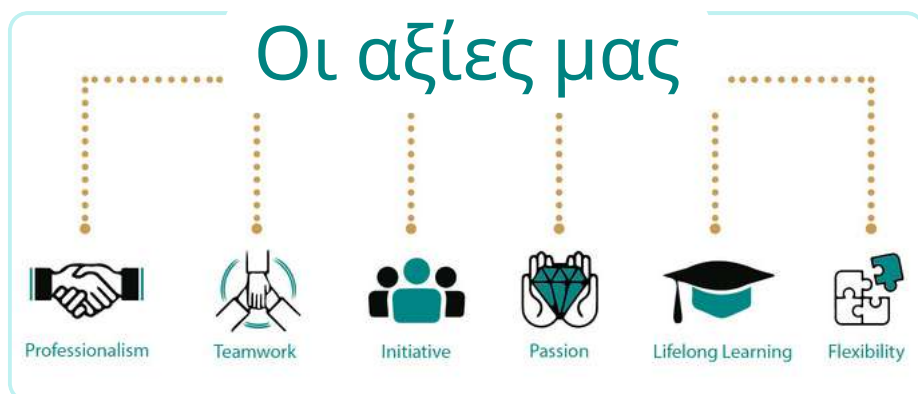 Οι αξίες μας
Professionalism
Teamwork
Initiative
Passion
Lifelong Learning
Flexibility